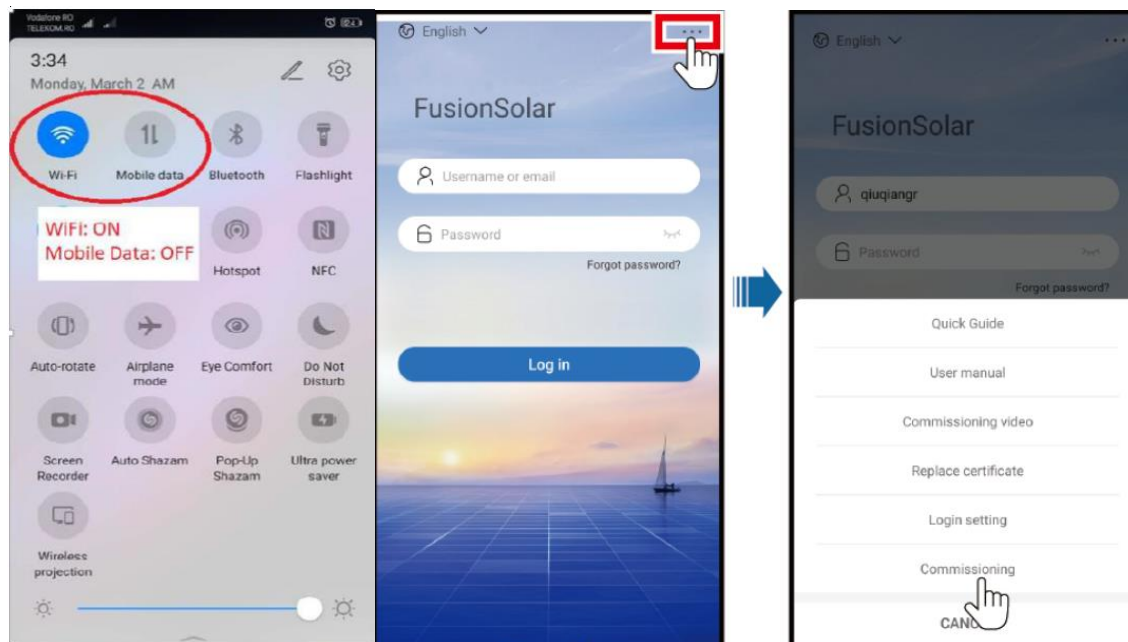 Vodafone RO
TELEKOM.RO
3:34
Monday, March 2 AM
Wi-Fi
Mobile data
Bluetooth
Flashlight
WIFI: ON
Mobile Data: OFF
Hotspot
NFC
Auto-rotate
Airplane
mode
Eye Comfort
Do Not
Disturb
Screen
Recorder
Auto Shazam
Pop-Up
Shazam
Ultra power
saver
Wireless
projection
English
FusionSolar
Username or email
Password
Forgot password?
Log in
English
FusionSolar
qiuqiangr
Password
Forgot password?
Quick Guide
User manual
Commissioning video
Replace certificate
Login setting
Commissioning